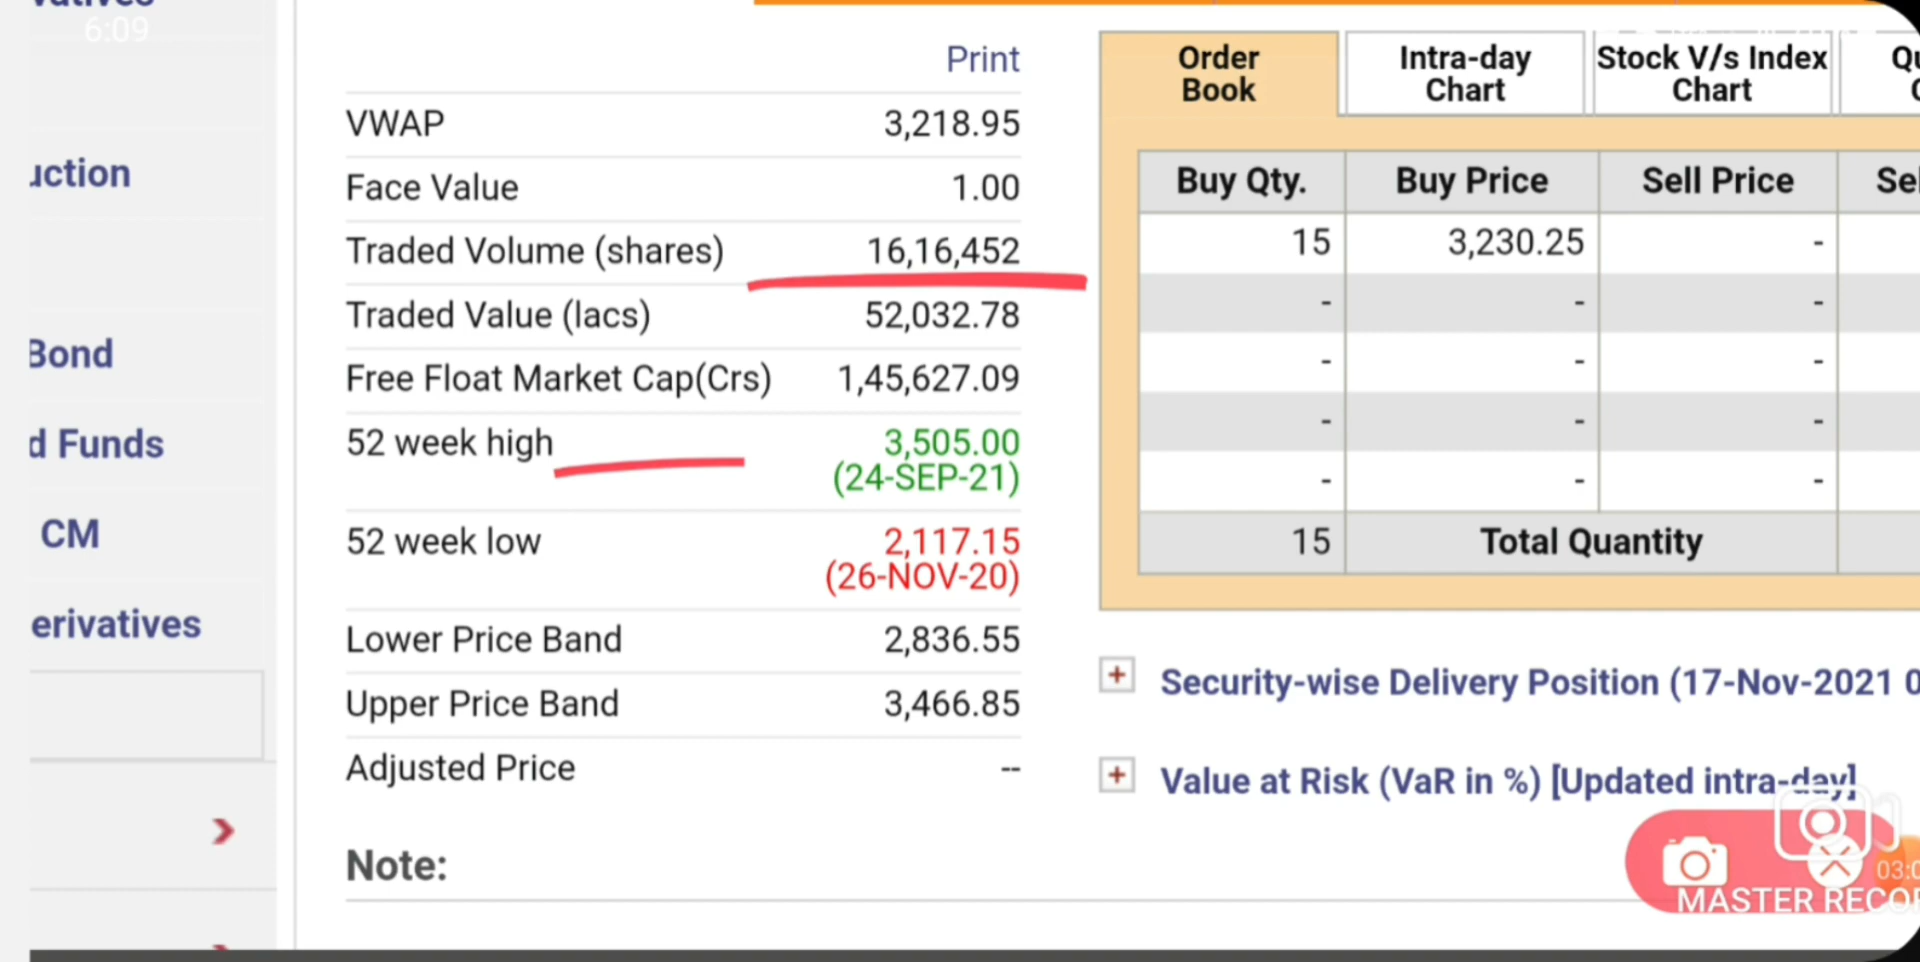 6:09
uction
Bond
d Funds
CM
erivatives
Print
VWAP 3,218.95
Face Value 1.00
Traded Volume (shares) 16,16,452
Traded Value (lacs) 52,032.78
Free Float Market Cap(Crs) 1,45,627.09
52 week high 3,505.00
(24-SEP-21)
52 week low 2,117.15
(26-NOV-20)
Lower Price Band 2,836.55
Upper Price Band 3,466.85
Adjusted Price --
Note:
Order Book
Intra-day Chart
Stock V/s Index Chart
Buy Qty. Buy Price Sell Price Sel
15 3,230.25 -
- - -
- - -
- - -
- - -
15 Total Quantity
Security-wise Delivery Position (17-Nov-2021 0
Value at Risk (VaR in %) [Updated intra-day]
03:0
MASTER RECOR